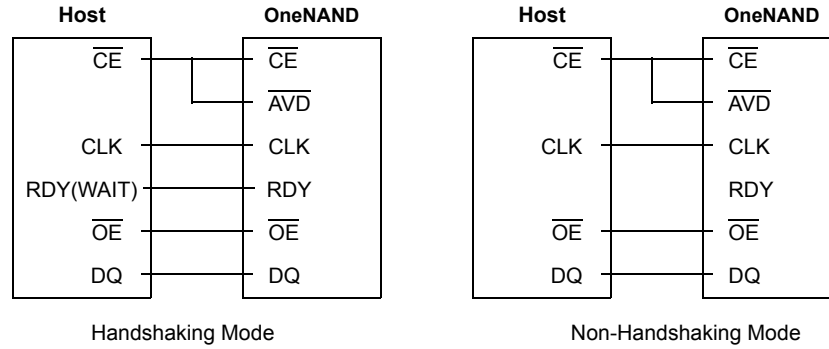 Host OneNAND
CE CE
AVD
CLK CLK
RDY(WAIT) RDY
OE OE
DQ DQ
Handshaking Mode
Host OneNAND
CE CE
AVD
CLK CLK
RDY
OE OE
DQ DQ
Non-Handshaking Mode